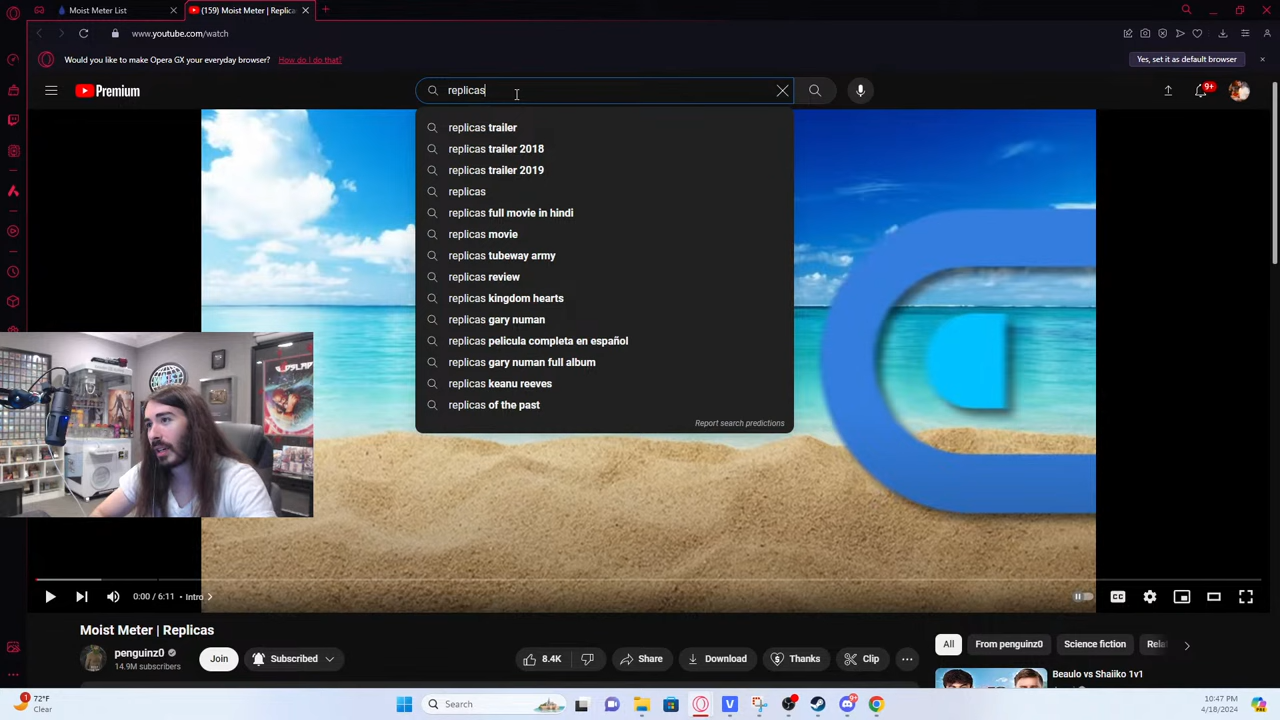 Moist Meter List
(159) Moist Meter | Replicas
www.youtube.com/watch
Would you like to make Opera GX your everyday browser? How do I do that?
Yes, set it as default browser
Premium
replicas
9+
replicas trailer
replicas trailer 2018
replicas trailer 2019
replicas
replicas full movie in hindi
replicas movie
replicas tubeway army
replicas review
replicas kingdom hearts
replicas gary numan
replicas pelicula completa en español
replicas gary numan full album
replicas keanu reeves
replicas of the past
Report search predictions
0:00 / 6:11 · Intro
CC
Moist Meter | Replicas
penguinz0
14.9M subscribers
Join
Subscribed
8.4K
Share
Download
Thanks
Clip
All
From penguinz0
Science fiction
Rela
Beaulo vs Shaiiko 1v1
1
72°F
Clear
Search
10:47 PM
4/18/2024